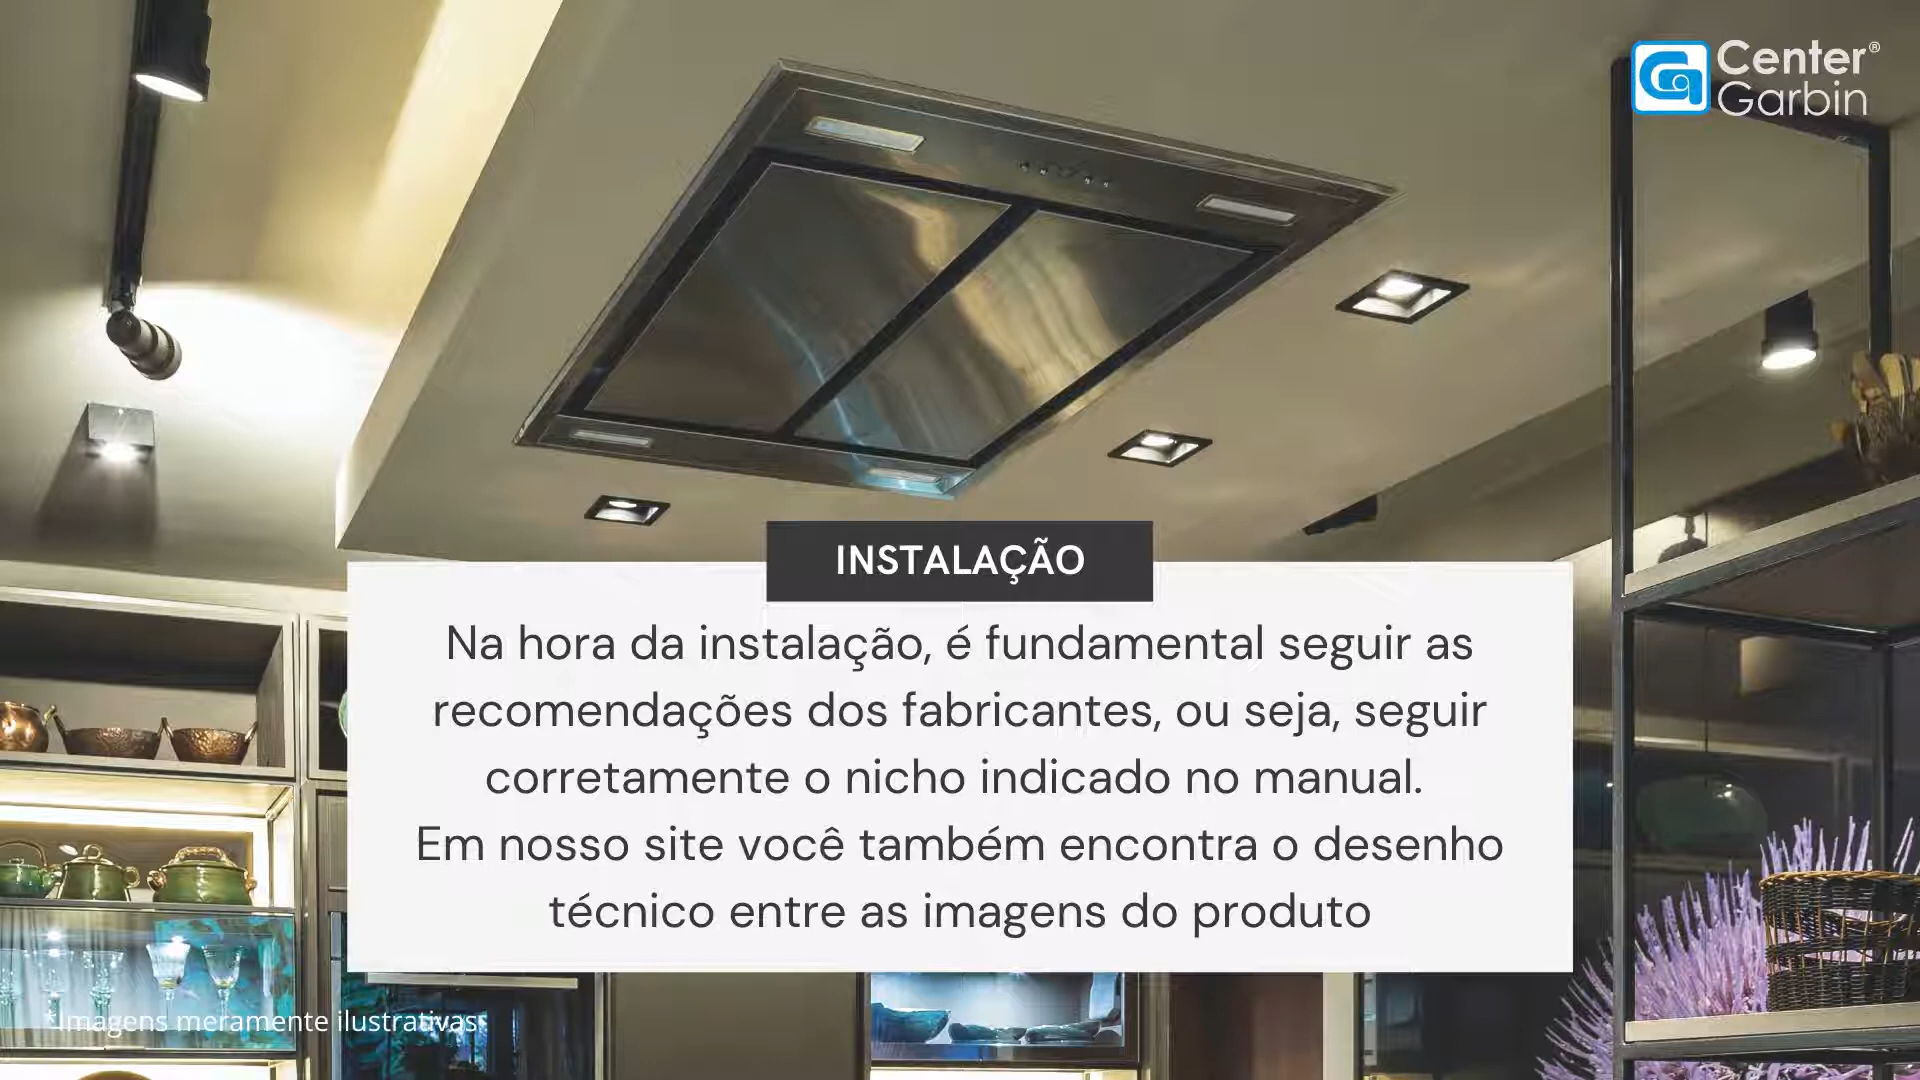 Center®
Garbin
INSTALAÇÃO
Na hora da instalação, é fundamental seguir as
recomendações dos fabricantes, ou seja, seguir
corretamente o nicho indicado no manual.
Em nosso site você também encontra o desenho
técnico entre as imagens do produto
*Imagens meramente ilustrativas